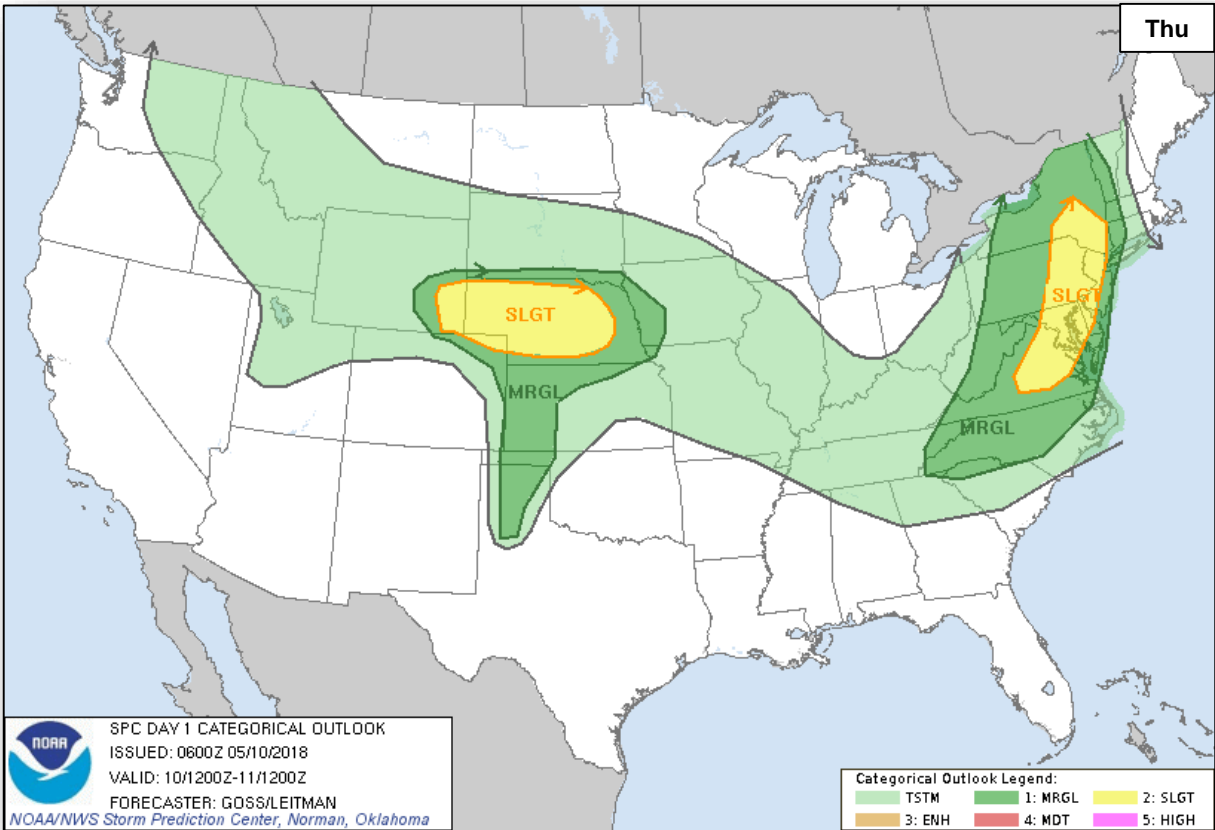 Thu
SLGT
MRGL
SLGT
MRGL
NOAA
SPC DAY 1 CATEGORICAL OUTLOOK
ISSUED: 0600Z 05/10/2018
VALID: 10/1200Z-11/1200Z
FORECASTER: GOSS/LEITMAN
NOAA/NWS Storm Prediction Center, Norman, Oklahoma
Categorical Outlook Legend:
TSTM 1: MRGL 2: SLGT
3: ENH 4: MDT 5: HIGH